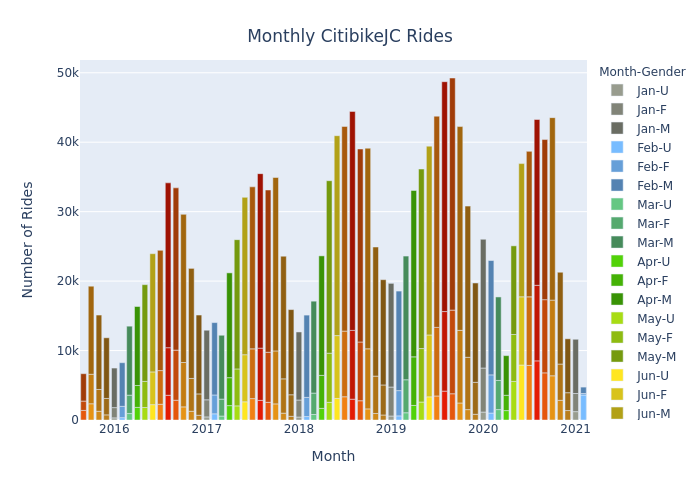 Monthly CitibikeJC Rides
50k
40k
30k
20k
10k
0
Number of Rides
2016
2017
2018
2019
2020
2021
Month
Month-Gender
Jan-U
Jan-F
Jan-M
Feb-U
Feb-F
Feb-M
Mar-U
Mar-F
Mar-M
Apr-U
Apr-F
Apr-M
May-U
May-F
May-M
Jun-U
Jun-F
Jun-M